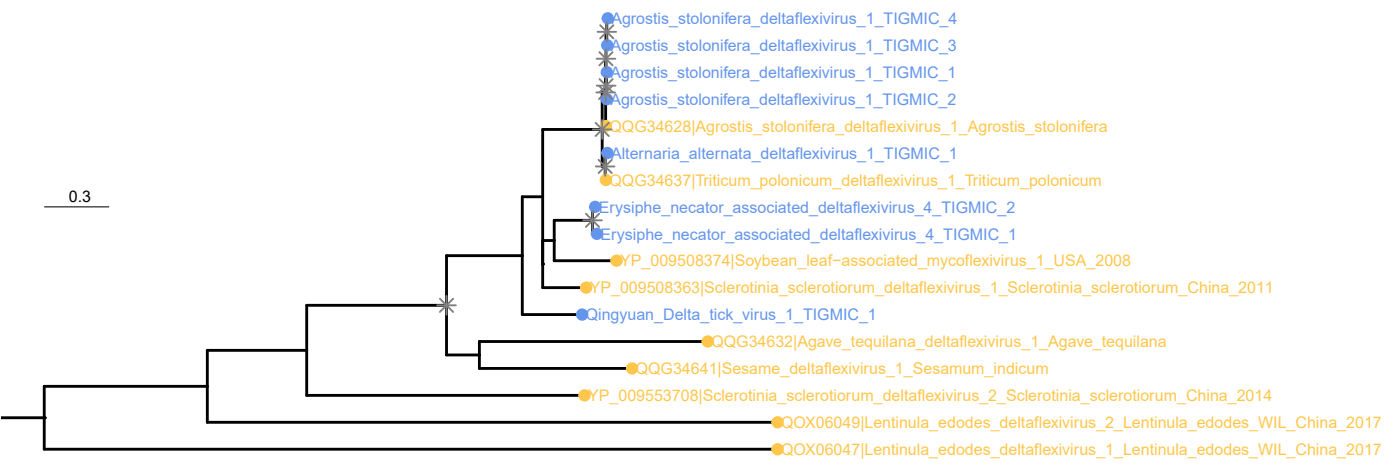 Agrostis_stolonifera_deltaflexivirus_1_TIGMIC_4
Agrostis_stolonifera_deltaflexivirus_1_TIGMIC_3
Agrostis_stolonifera_deltaflexivirus_1_TIGMIC_1
Agrostis_stolonifera_deltaflexivirus_1_TIGMIC_2
QQG34628|Agrostis_stolonifera_deltaflexivirus_1_Agrostis_stolonifera
Alternaria_alternata_deltaflexivirus_1_TIGMIC_1
QQG34637|Triticum_polonicum_deltaflexivirus_1_Triticum_polonicum
0.3
Erysiphe_necator_associated_deltaflexivirus_4_TIGMIC_2
Erysiphe_necator_associated_deltaflexivirus_4_TIGMIC_1
YP_009508374|Soybean_leaf−associated_mycoflexivirus_1_USA_2008
YP_009508363|Sclerotinia_sclerotiorum_deltaflexivirus_1_Sclerotinia_sclerotiorum_China_2011
Qingyuan_Delta_tick_virus_1_TIGMIC_1
QQG34632|Agave_tequilana_deltaflexivirus_1_Agave_tequilana
QQG34641|Sesame_deltaflexivirus_1_Sesamum_indicum
YP_009553708|Sclerotinia_sclerotiorum_deltaflexivirus_2_Sclerotinia_sclerotiorum_China_2014
QOX06049|Lentinula_edodes_deltaflexivirus_2_Lentinula_edodes_WIL_China_2017
QOX06047|Lentinula_edodes_deltaflexivirus_1_Lentinula_edodes_WIL_China_2017